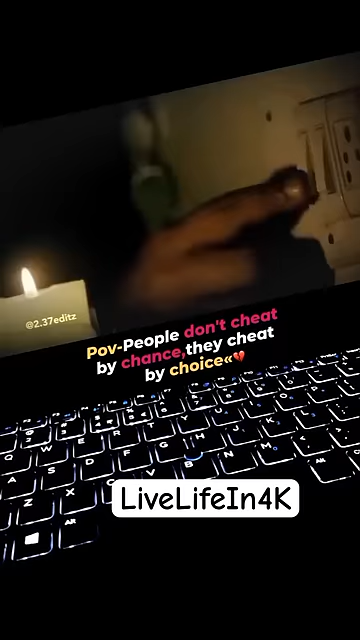 @2.37editz
Pov-People don't cheat
by chance,they cheat
by choice«💔
Q W E R T Y U
A S D F G H J K L
Z X C V B N M
LiveLifeIn4K